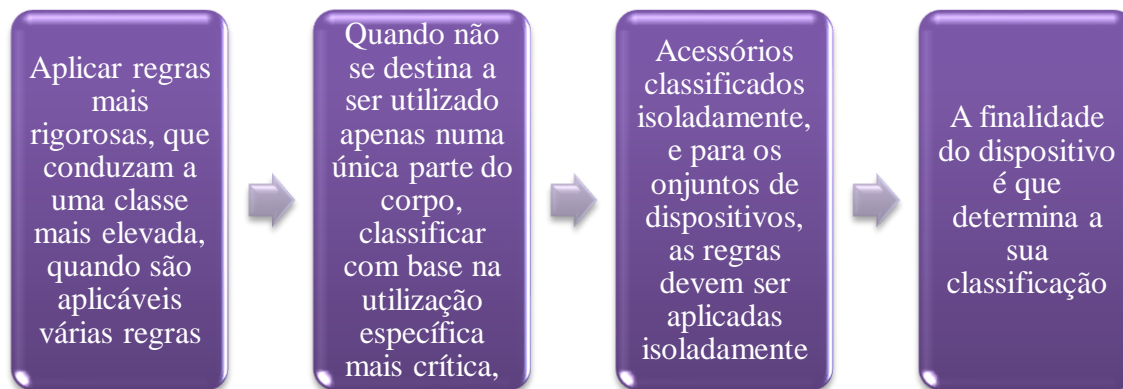 Aplicar regras
mais
rigorosas, que
conduzam a
uma classe
mais elevada,
quando são
aplicáveis
várias regras
Quando não
se destina a
ser utilizado
apenas numa
única parte do
corpo,
classificar
com base na
utilização
específica
mais crítica,
Acessórios
classificados
isoladamente,
e para os
onjuntos de
dispositivos,
as regras
devem ser
aplicadas
isoladamente
A finalidade
do dispositivo
é que
determina a
sua
classificação